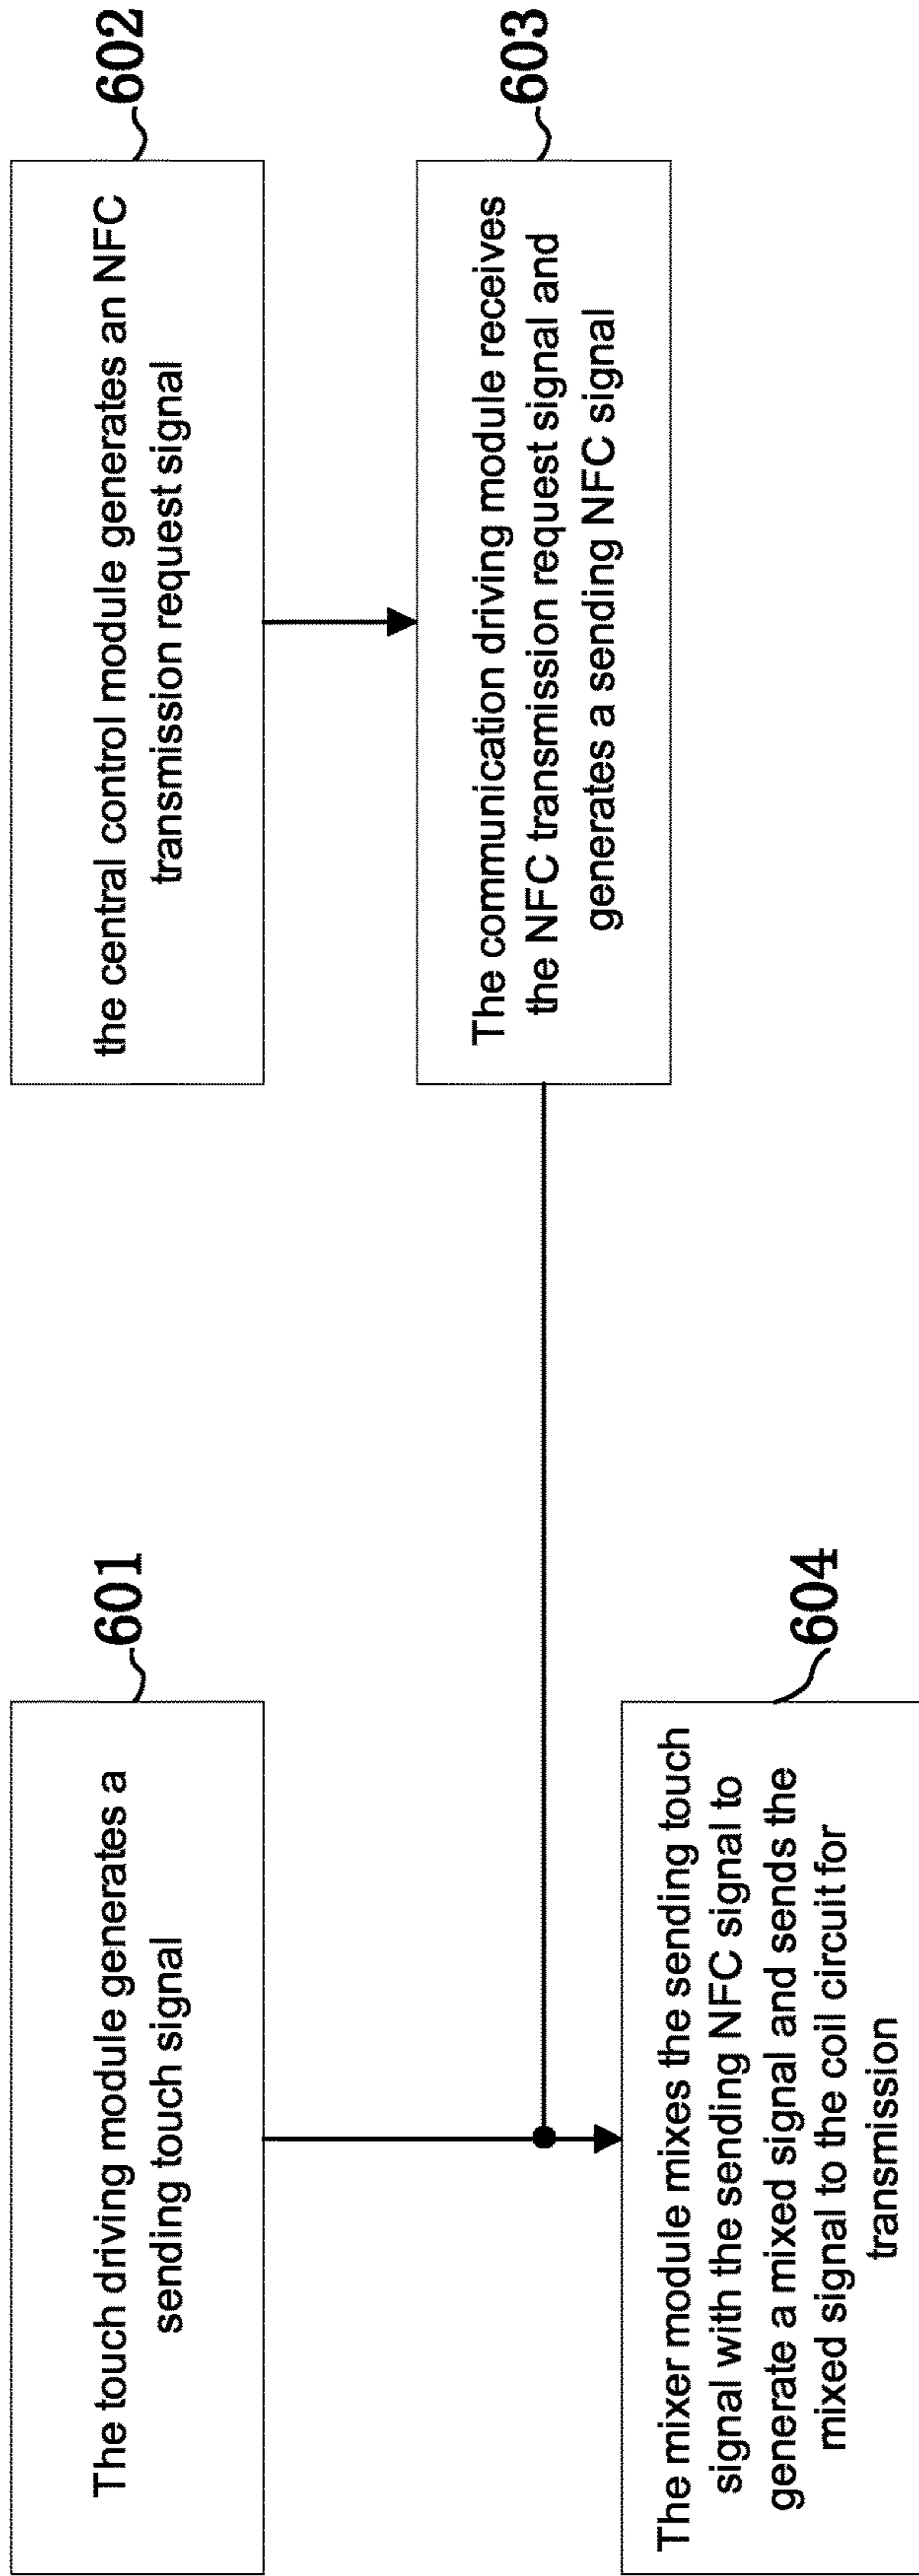 601
The touch driving module generates a
sending touch signal
602
the central control module generates an NFC
transmission request signal
603
The communication driving module receives
the NFC transmission request signal and
generates a sending NFC signal
604
The mixer module mixes the sending touch
signal with the sending NFC signal to
generate a mixed signal and sends the
mixed signal to the coil circuit for
transmission